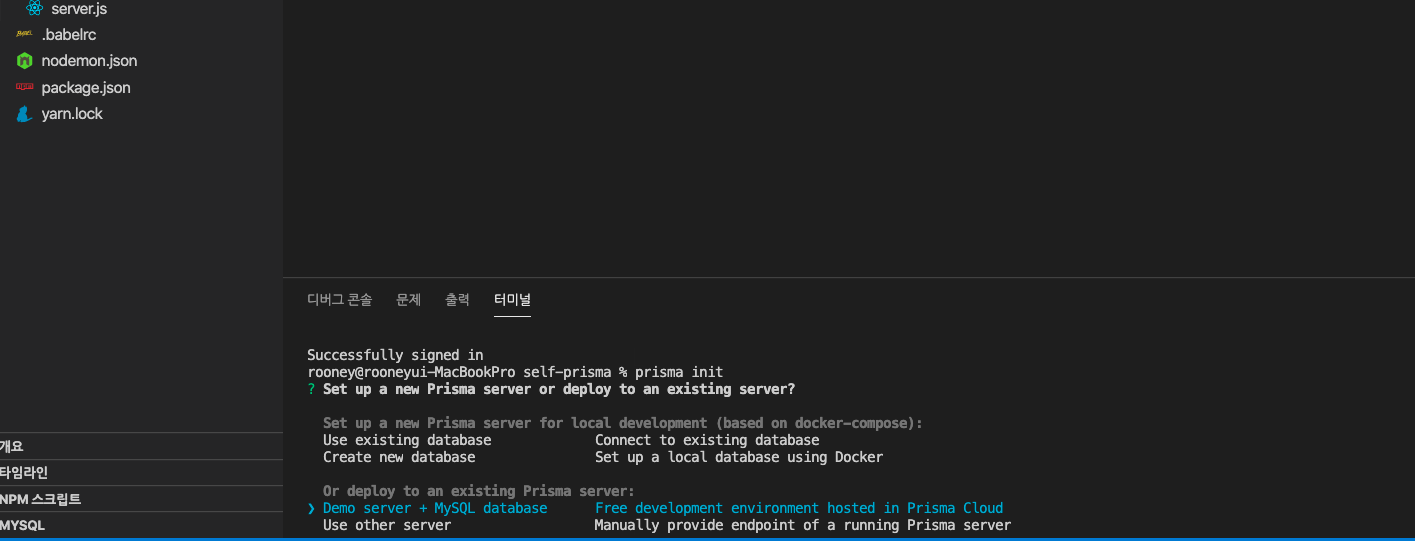 server.js
.babelrc
nodemon.json
package.json
yarn.lock
개요
타임라인
NPM 스크립트
MYSQL
디버그 콘솔 문제 출력 터미널
Successfully signed in
rooney@rooneyui-MacBookPro self-prisma % prisma init
? Set up a new Prisma server or deploy to an existing server?
Set up a new Prisma server for local development (based on docker-compose):
Use existing database Connect to existing database
Create new database Set up a local database using Docker
Or deploy to an existing Prisma server:
❯ Demo server + MySQL database Free development environment hosted in Prisma Cloud
Use other server Manually provide endpoint of a running Prisma server